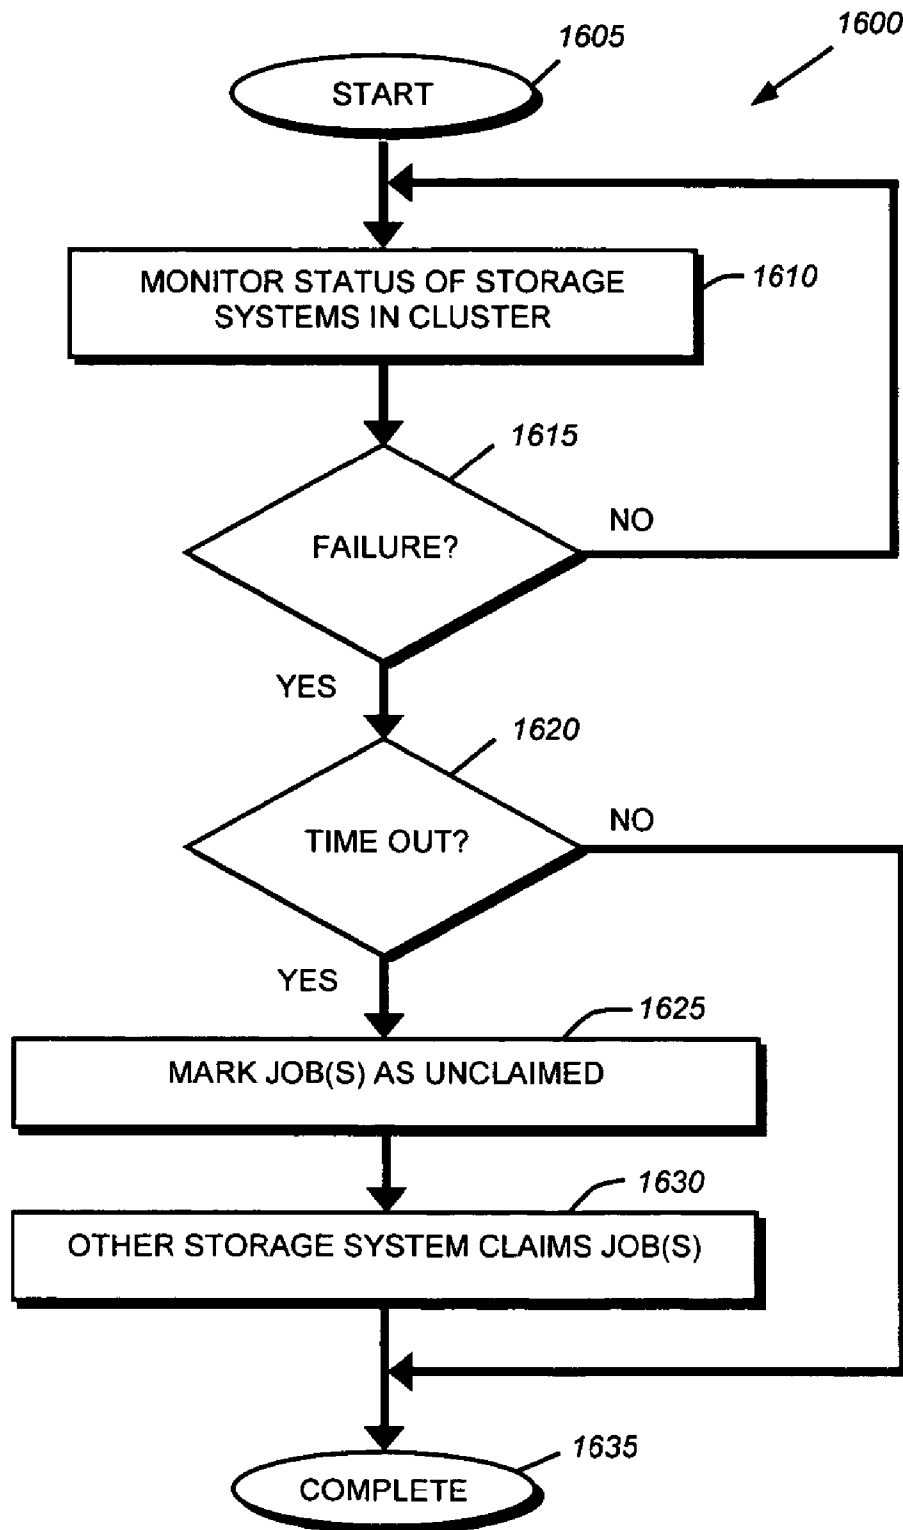 1600
1605
START
MONITOR STATUS OF STORAGE
SYSTEMS IN CLUSTER
1610
1615
FAILURE?
NO
YES
1620
TIME OUT?
NO
YES
1625
MARK JOB(S) AS UNCLAIMED
1630
OTHER STORAGE SYSTEM CLAIMS JOB(S)
1635
COMPLETE